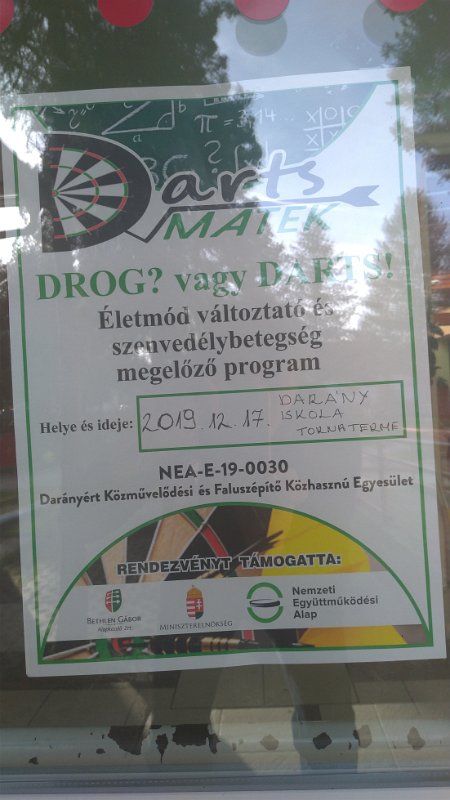 π = 3,14
a
b
Darts
MATEK
DROG? vagy DARTS!
Életmód változtató és
szenvedélybetegség
megelőző program
Helye és ideje: 2019.12.17. DARÁNY
ISKOLA
TORNATERME
NEA-E-19-0030
Darányért Közművelődési és Faluszépítő Közhasznú Egyesület
RENDEZVÉNYT TÁMOGATTA:
BETHLEN GÁBOR
Alapkezelő Zrt.
MINISZTERELNÖKSÉG
Nemzeti
Együttműködési
Alap